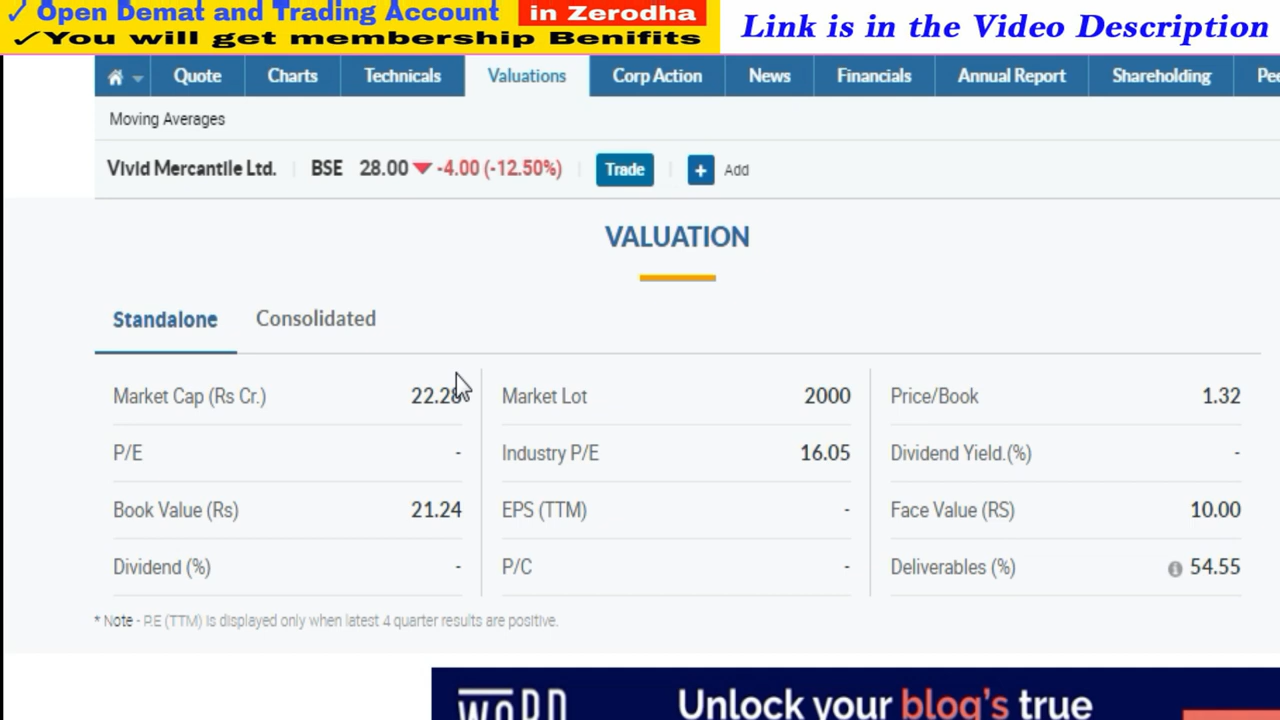 ✓ Open Demat and Trading Account in Zerodha
✓You will get membership Benifits
Link is in the Video Description
Quote Charts Technicals Valuations Corp Action News Financials Annual Report Shareholding
Moving Averages
Vivid Mercantile Ltd. BSE 28.00 -4.00 (-12.50%) Trade + Add
VALUATION
Standalone Consolidated
Market Cap (Rs Cr.) 22.28 Market Lot 2000 Price/Book 1.32
P/E - Industry P/E 16.05 Dividend Yield.(%) -
Book Value (Rs) 21.24 EPS (TTM) - Face Value (RS) 10.00
Dividend (%) - P/C - Deliverables (%) 54.55
* Note - P.E (TTM) is displayed only when latest 4 quarter results are positive.
Unlock your blog's true